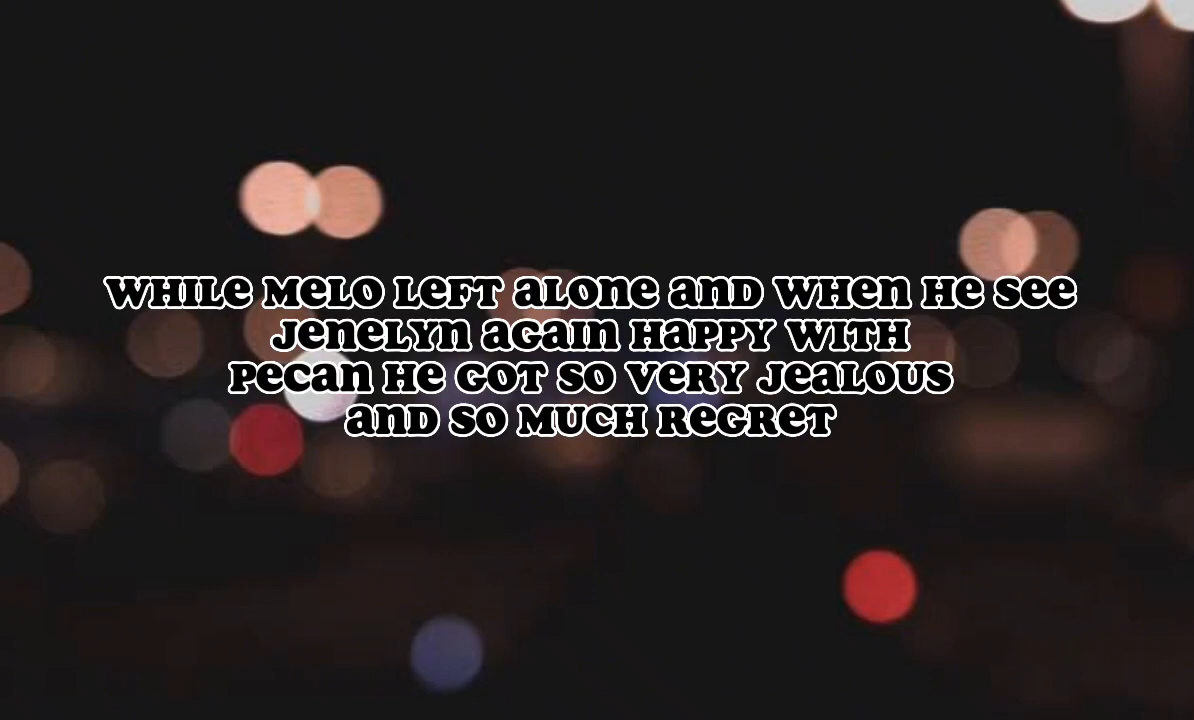 WHILE MELO LEFT ALONE AND WHEN HE SEE
JENELYN AGAIN HAPPY WITH
PECAN HE GOT SO VERY JEALOUS
AND SO MUCH REGRET